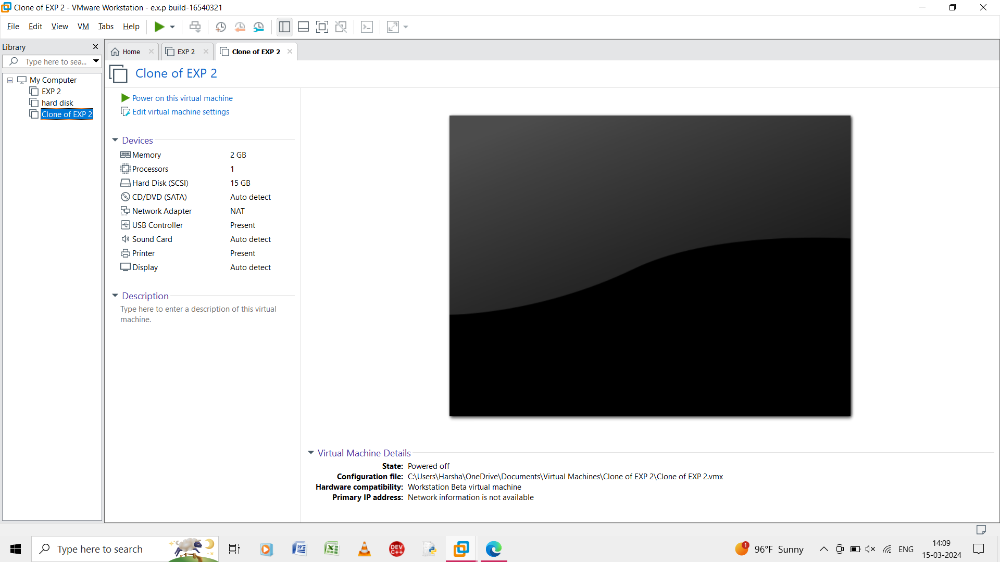 Clone of EXP 2 - VMware Workstation - e.x.p build-16540321
File Edit View VM Tabs Help
Library
Type here to sea...
My Computer
EXP 2
hard disk
Clone of EXP 2
Home
EXP 2
Clone of EXP 2
Clone of EXP 2
Power on this virtual machine
Edit virtual machine settings
Devices
Memory 2 GB
Processors 1
Hard Disk (SCSI) 15 GB
CD/DVD (SATA) Auto detect
Network Adapter NAT
USB Controller Present
Sound Card Auto detect
Printer Present
Display Auto detect
Description
Type here to enter a description of this virtual
machine.
Virtual Machine Details
State: Powered off
Configuration file: C:\Users\Harsha\OneDrive\Documents\Virtual Machines\Clone of EXP 2\Clone of EXP 2.vmx
Hardware compatibility: Workstation Beta virtual machine
Primary IP address: Network information is not available
Type here to search
DEV
C++
1
96°F Sunny
ENG
14:09
15-03-2024